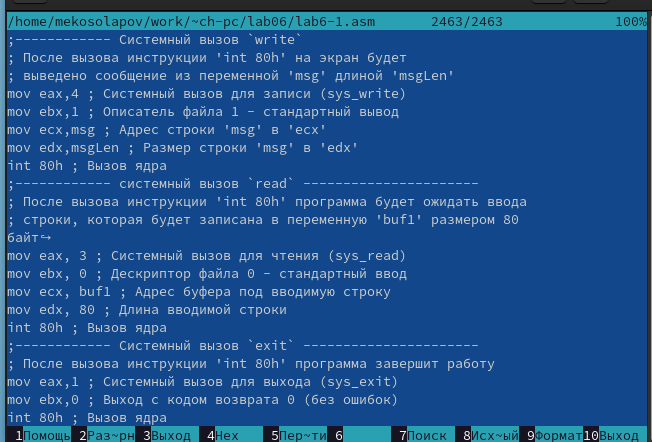 /home/mekosolapov/work/~ch-pc/lab06/lab6-1.asm 2463/2463 100%
;------------ Системный вызов `write`
; После вызова инструкции 'int 80h' на экран будет
; выведено сообщение из переменной 'msg' длиной 'msgLen'
mov eax,4 ; Системный вызов для записи (sys_write)
mov ebx,1 ; Описатель файла 1 - стандартный вывод
mov ecx,msg ; Адрес строки 'msg' в 'ecx'
mov edx,msgLen ; Размер строки 'msg' в 'edx'
int 80h ; Вызов ядра
;------------ системный вызов `read` ----------------------
; После вызова инструкции 'int 80h' программа будет ожидать ввода
; строки, которая будет записана в переменную 'buf1' размером 80
байт↪
mov eax, 3 ; Системный вызов для чтения (sys_read)
mov ebx, 0 ; Дескриптор файла 0 - стандартный ввод
mov ecx, buf1 ; Адрес буфера под вводимую строку
mov edx, 80 ; Длина вводимой строки
int 80h ; Вызов ядра
;------------ Системный вызов `exit` ----------------------
; После вызова инструкции 'int 80h' программа завершит работу
mov eax,1 ; Системный вызов для выхода (sys_exit)
mov ebx,0 ; Выход с кодом возврата 0 (без ошибок)
int 80h ; Вызов ядра
1Помощь 2Раз~рн 3Выход 4Hex 5Пер~ти 6 7Поиск 8Исх~ый 9Формат 10Выход